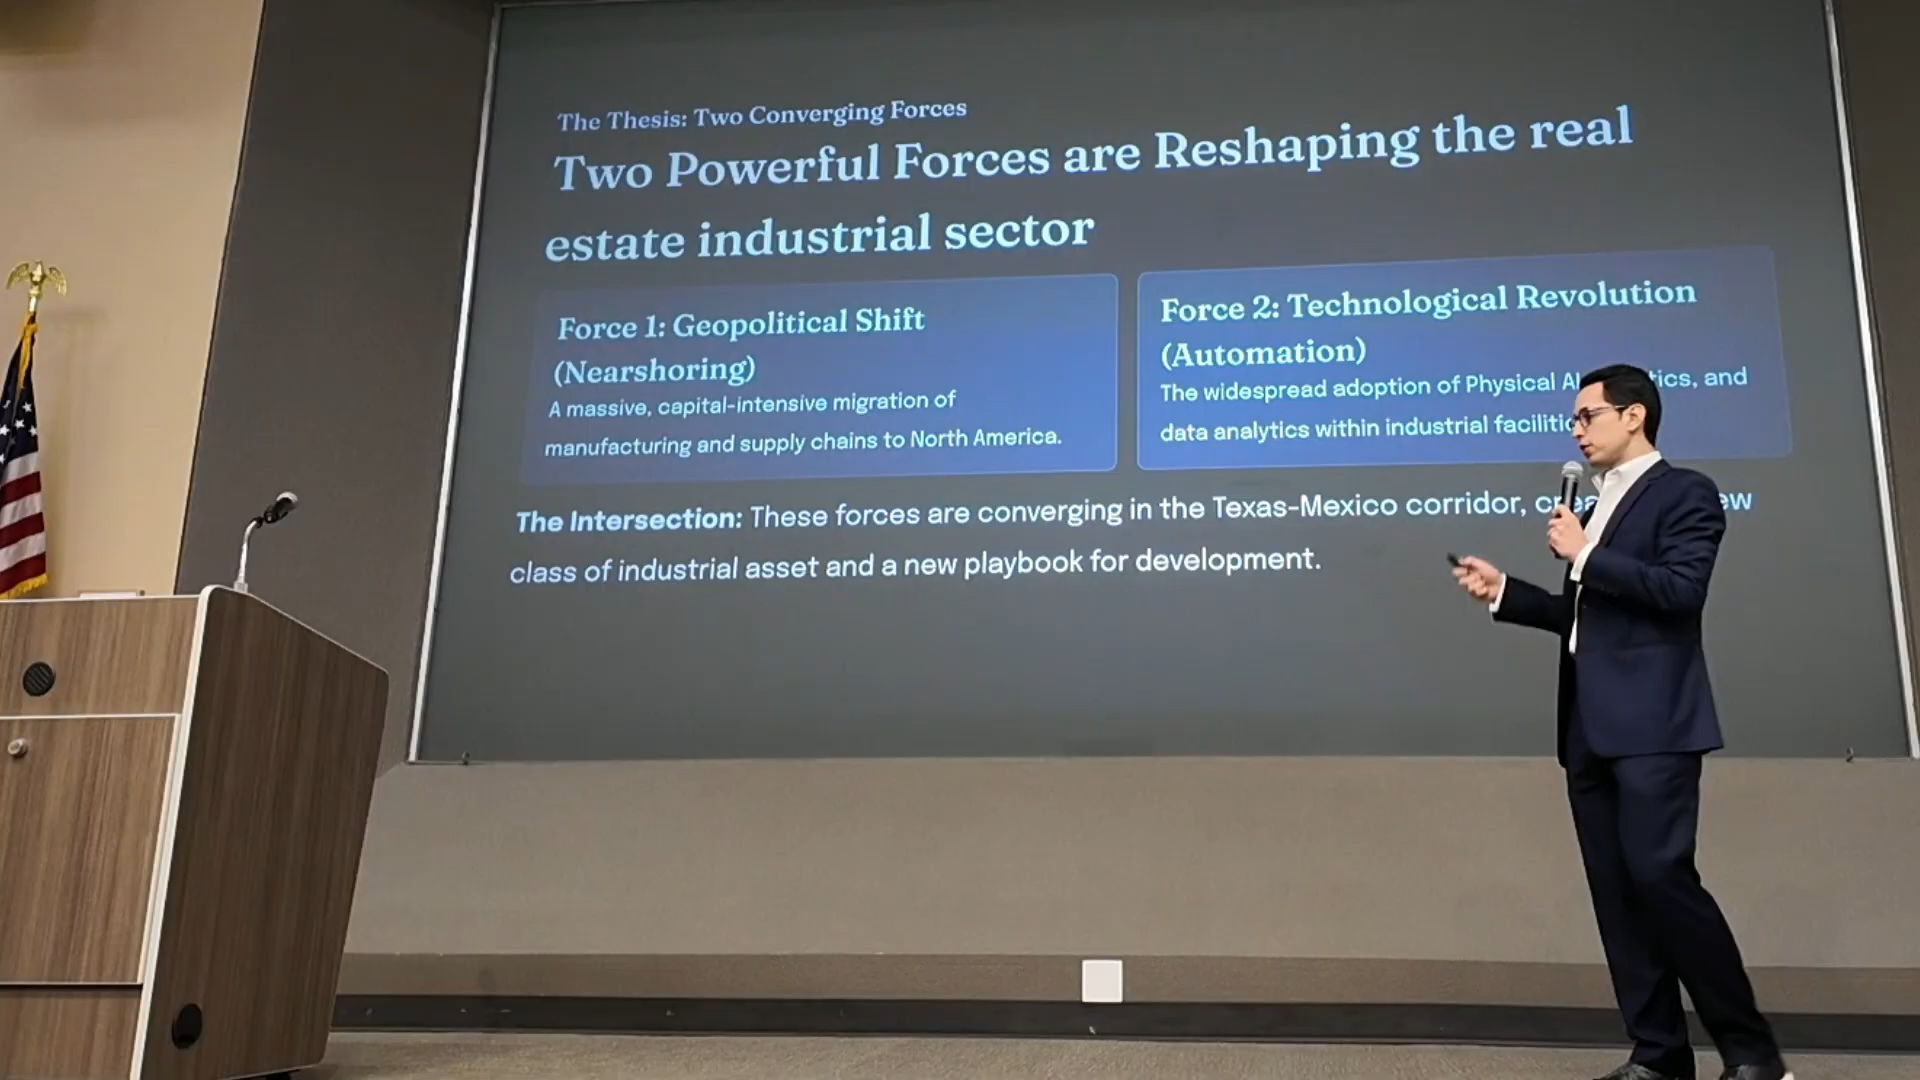 The Thesis: Two Converging Forces
Two Powerful Forces are Reshaping the real
estate industrial sector
Force 1: Geopolitical Shift
(Nearshoring)
A massive, capital-intensive migration of
manufacturing and supply chains to North America.
Force 2: Technological Revolution
(Automation)
The widespread adoption of Physical and
data analytics within industrial
The Intersection: These forces are converging in the Texas-Mexico corridor,
class of industrial asset and a new playbook for development.